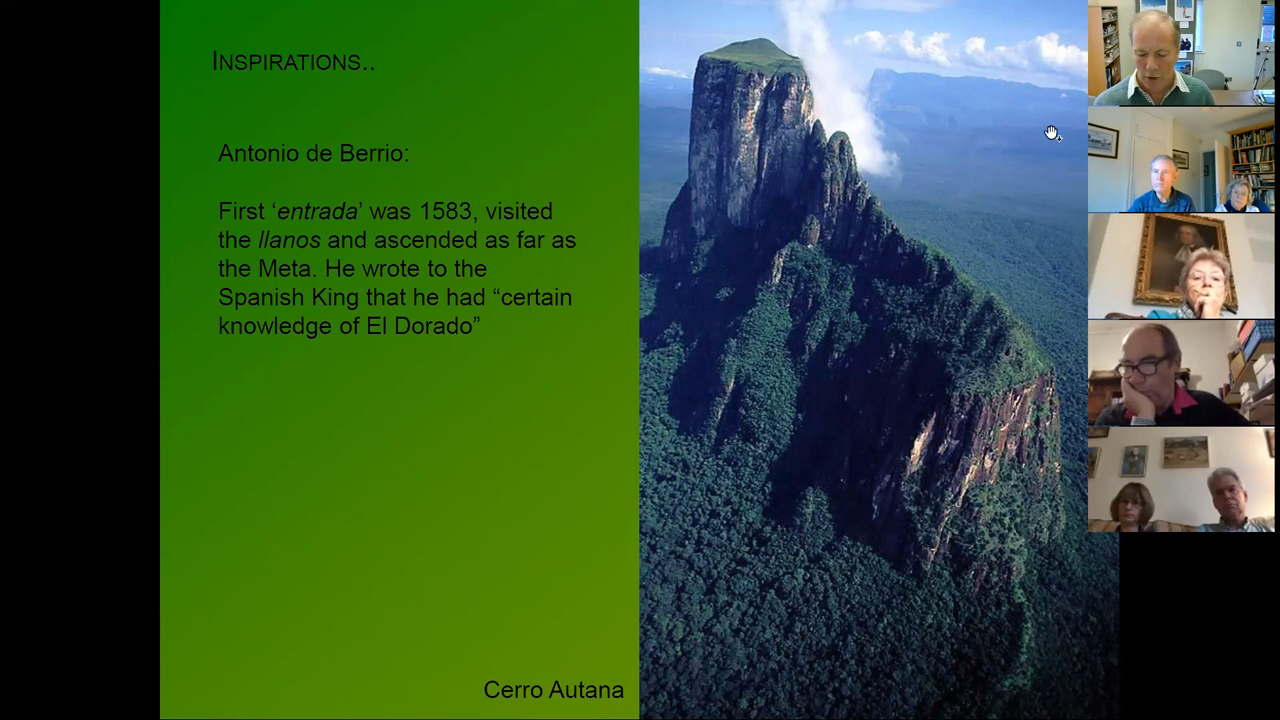 INSPIRATIONS..
Antonio de Berrio:
First ‘entrada’ was 1583, visited
the llanos and ascended as far as
the Meta. He wrote to the
Spanish King that he had “certain
knowledge of El Dorado”
Cerro Autana